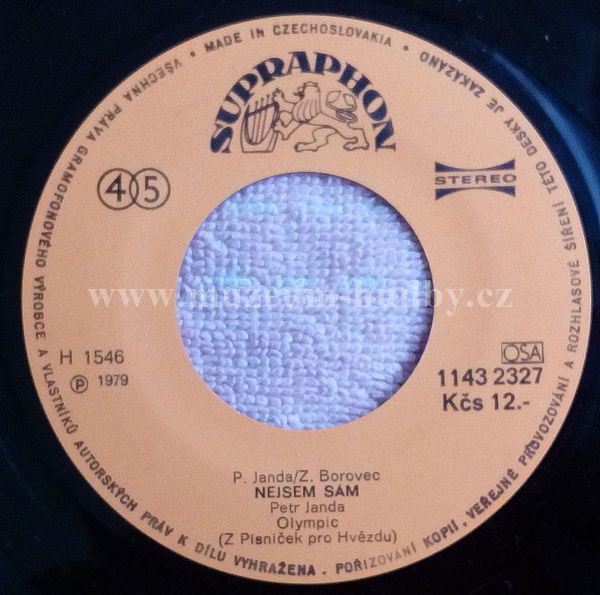 VŠECHNA PRÁVA GRAMOFONOVÉHO VÝROBCE A VLASTNÍKŮ AUTORSKÝCH PRÁV K DÍLU VYHRAŽENA. POŘIZOVÁNÍ KOPIÍ, VEŘEJNÉ PROVOZOVÁNÍ A ROZHLASOVÉ ŠÍŘENÍ TÉTO DESKY JE ZAKÁZÁNO • MADE IN CZECHOSLOVAKIA •
SUPRAPHON
45
STEREO
www.muzeum-hudby.cz
H 1546
Ⓟ 1979
OSA
1143 2327
Kčs 12.-
P. Janda/Z. Borovec
NEJSEM SÁM
Petr Janda
Olympic
(Z Písniček pro Hvězdu)